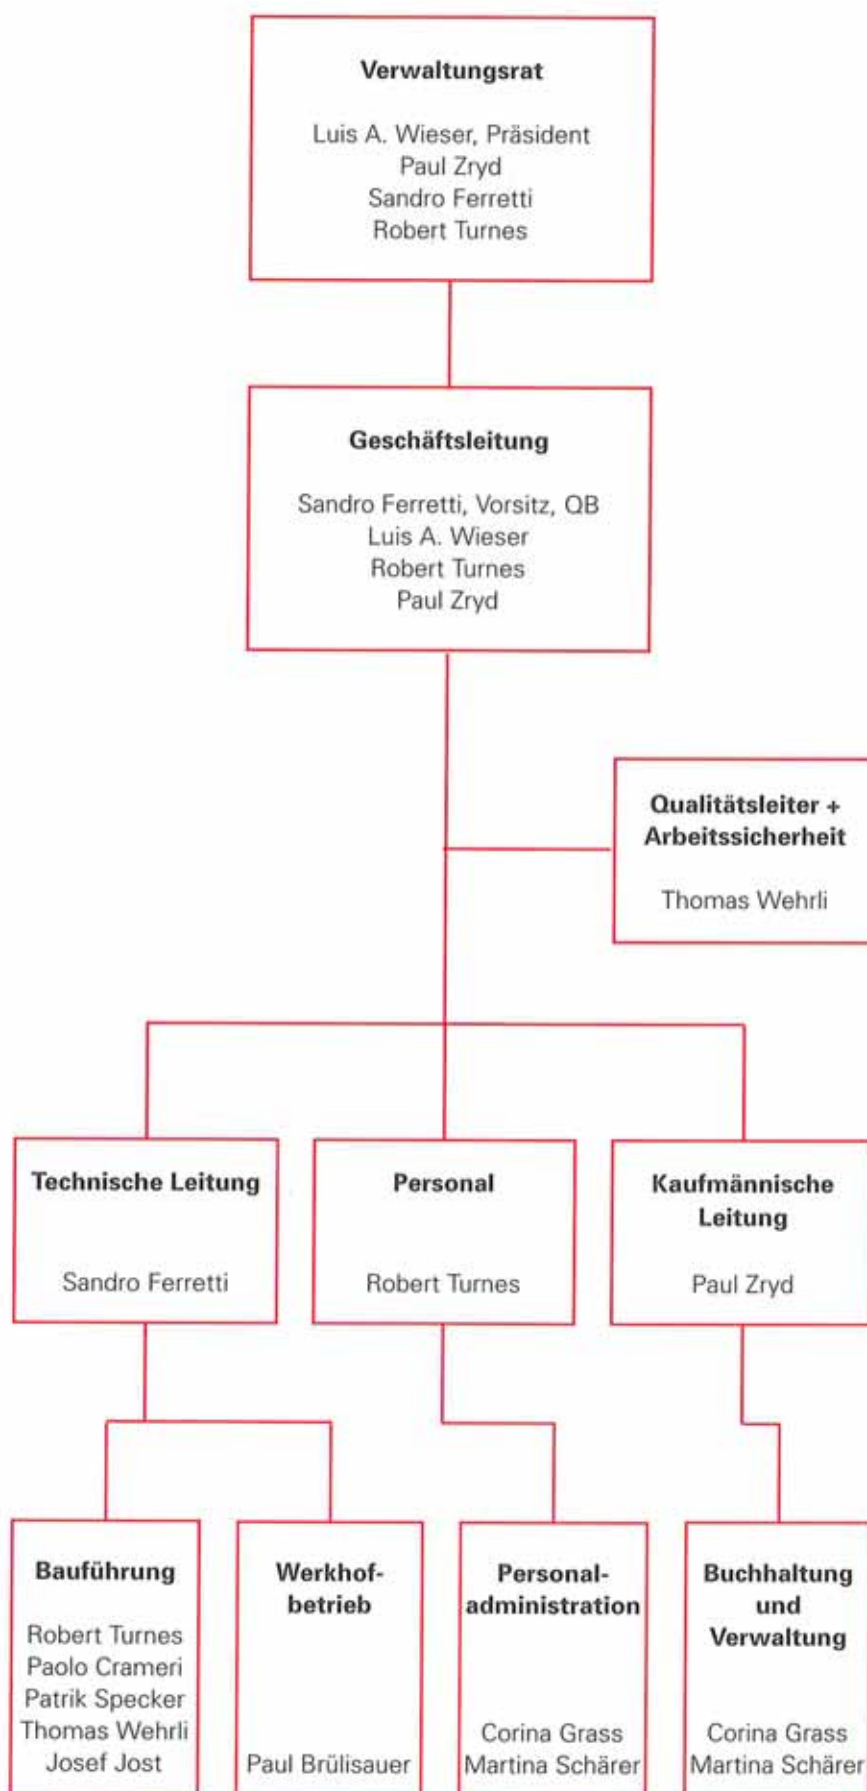 Verwaltungsrat
Luis A. Wieser, Präsident
Paul Zryd
Sandro Ferretti
Robert Turnes
Geschäftsleitung
Sandro Ferretti, Vorsitz, QB
Luis A. Wieser
Robert Turnes
Paul Zryd
Qualitätsleiter +
Arbeitssicherheit
Thomas Wehrli
Technische Leitung
Sandro Ferretti
Personal
Robert Turnes
Kaufmännische
Leitung
Paul Zryd
Bauführung
Robert Turnes
Paolo Crameri
Patrik Specker
Thomas Wehrli
Josef Jost
Werkhof-
betrieb
Paul Brülisauer
Personal-
administration
Corina Grass
Martina Schärer
Buchhaltung
und
Verwaltung
Corina Grass
Martina Schärer